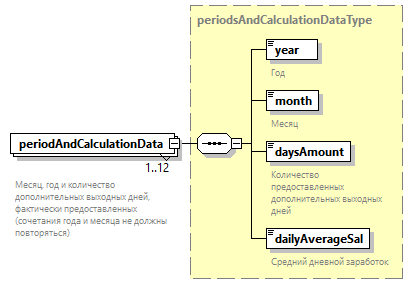 periodsAndCalculationDataType
year
Год
month
Месяц
periodAndCalculationData
1..12
Месяц, год и количество
дополнительных выходных дней,
фактически предоставленных
(сочетания года и месяца не должны
повторяться)
daysAmount
Количество
предоставленных
дополнительных выходных
дней
dailyAverageSal
Средний дневной заработок